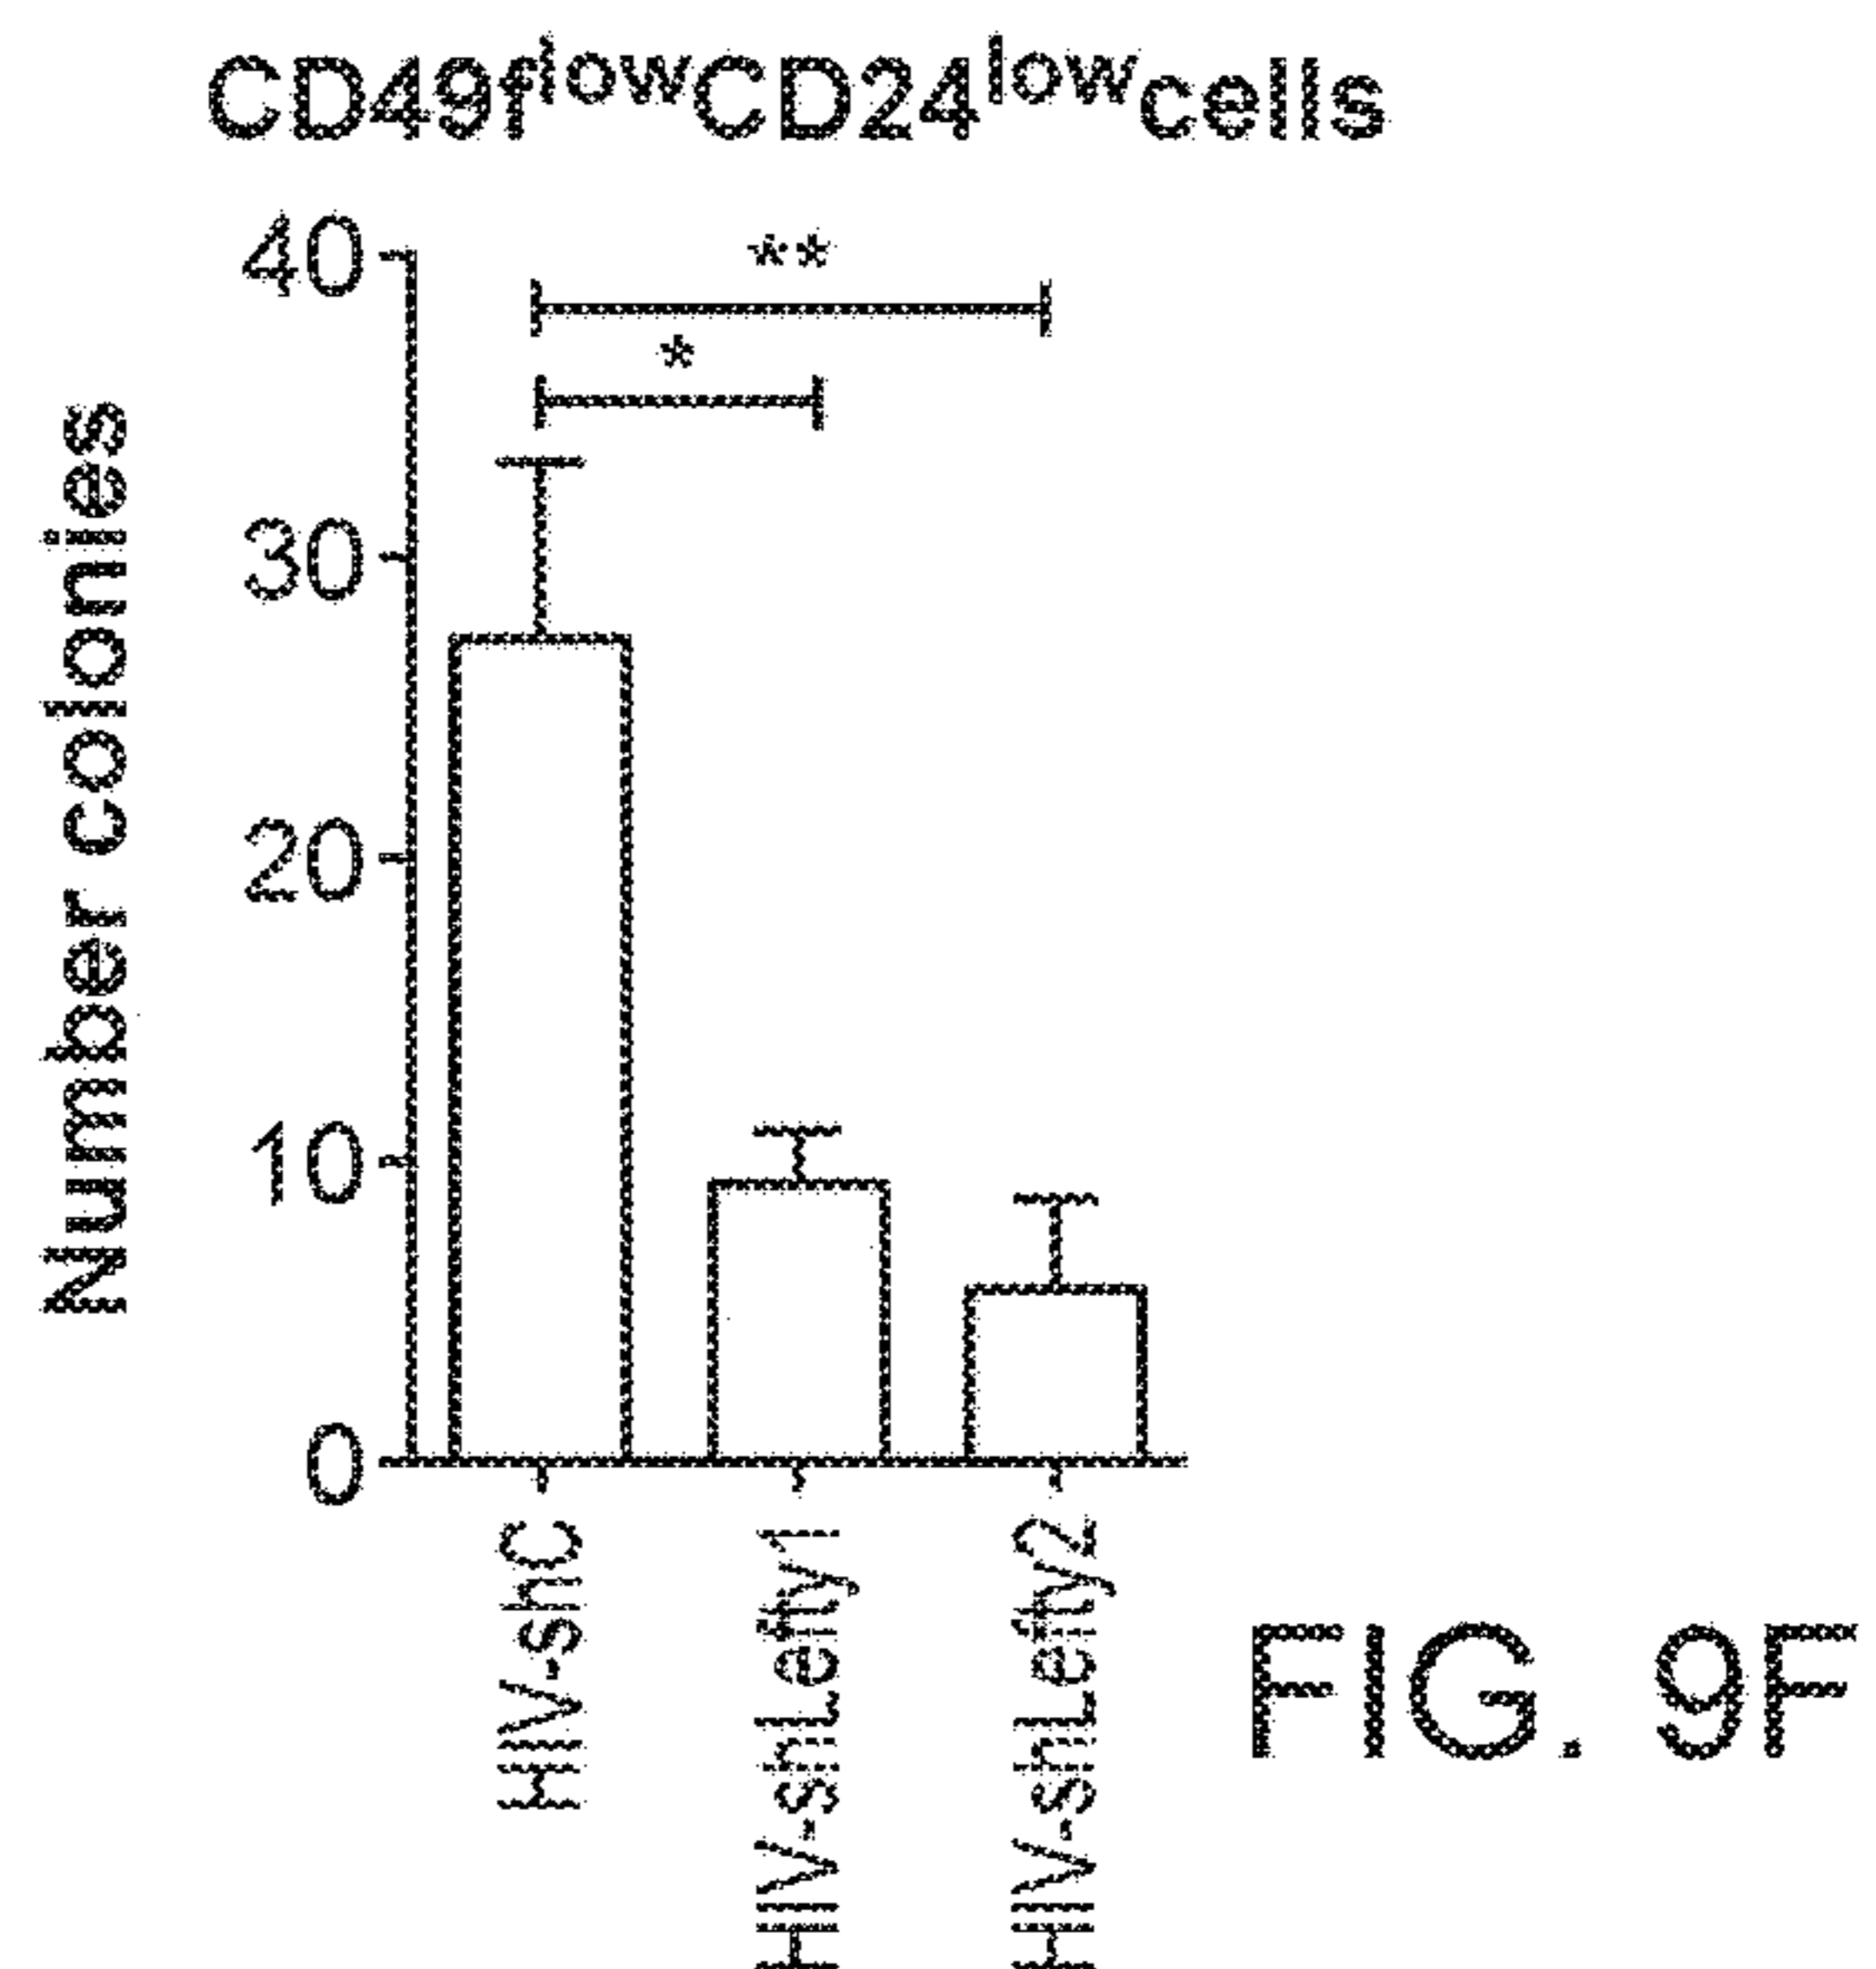 CD49flowCD24lowcells
**
*
40
30
20
10
0
Number colonies
HIV-shC
HIV-shLefty1
HIV-shLefty2
FIG. 9F